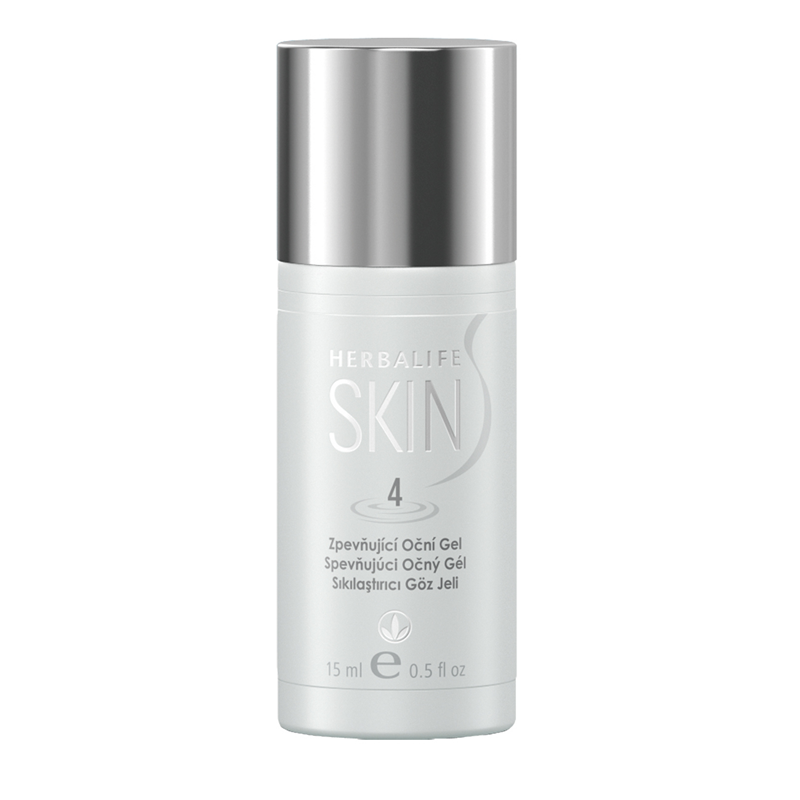 HERBALIFE
SKIN
4
Zpevňující Oční Gel
Spevňujúci Očný Gél
Sıkılaştırıcı Göz Jeli
15 ml e 0.5 fl oz